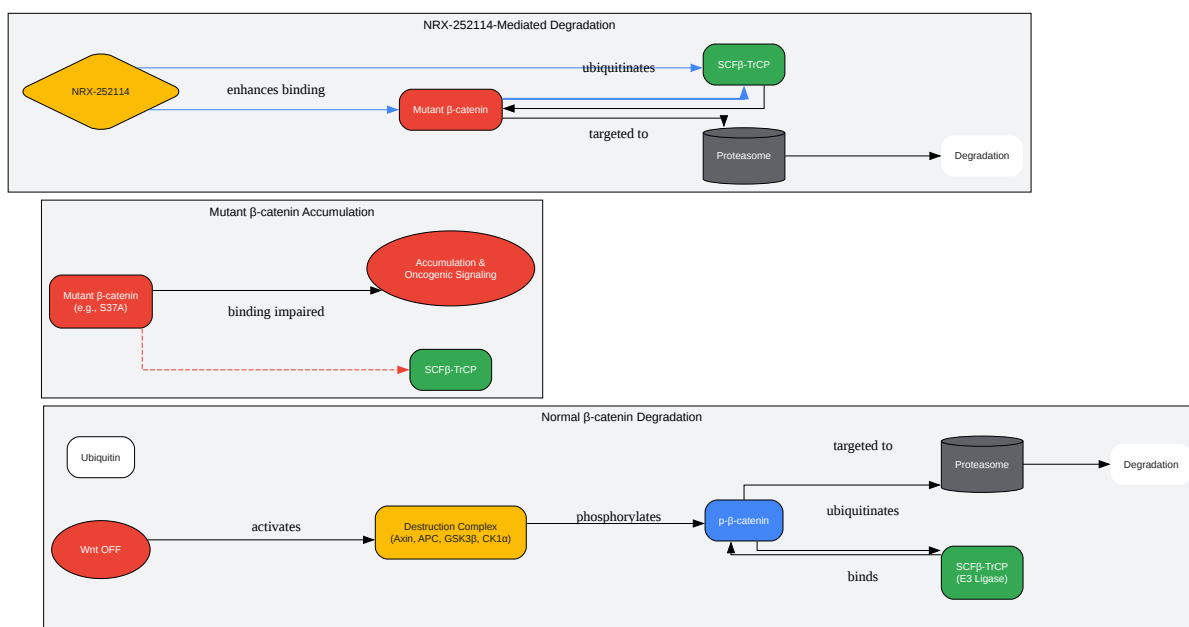 NRX-252114-Mediated Degradation
NRX-252114
enhances binding
ubiquitinates
SCFβ-TrCP
Mutant β-catenin
targeted to
Proteasome
Degradation
Mutant β-catenin Accumulation
Accumulation &
Oncogenic Signaling
Mutant β-catenin
(e.g., S37A)
binding impaired
SCFβ-TrCP
Normal β-catenin Degradation
Ubiquitin
targeted to
Proteasome
Degradation
Wnt OFF
activates
Destruction Complex
(Axin, APC, GSK3β, CK1α)
phosphorylates
p-β-catenin
ubiquitinates
binds
SCFβ-TrCP
(E3 Ligase)